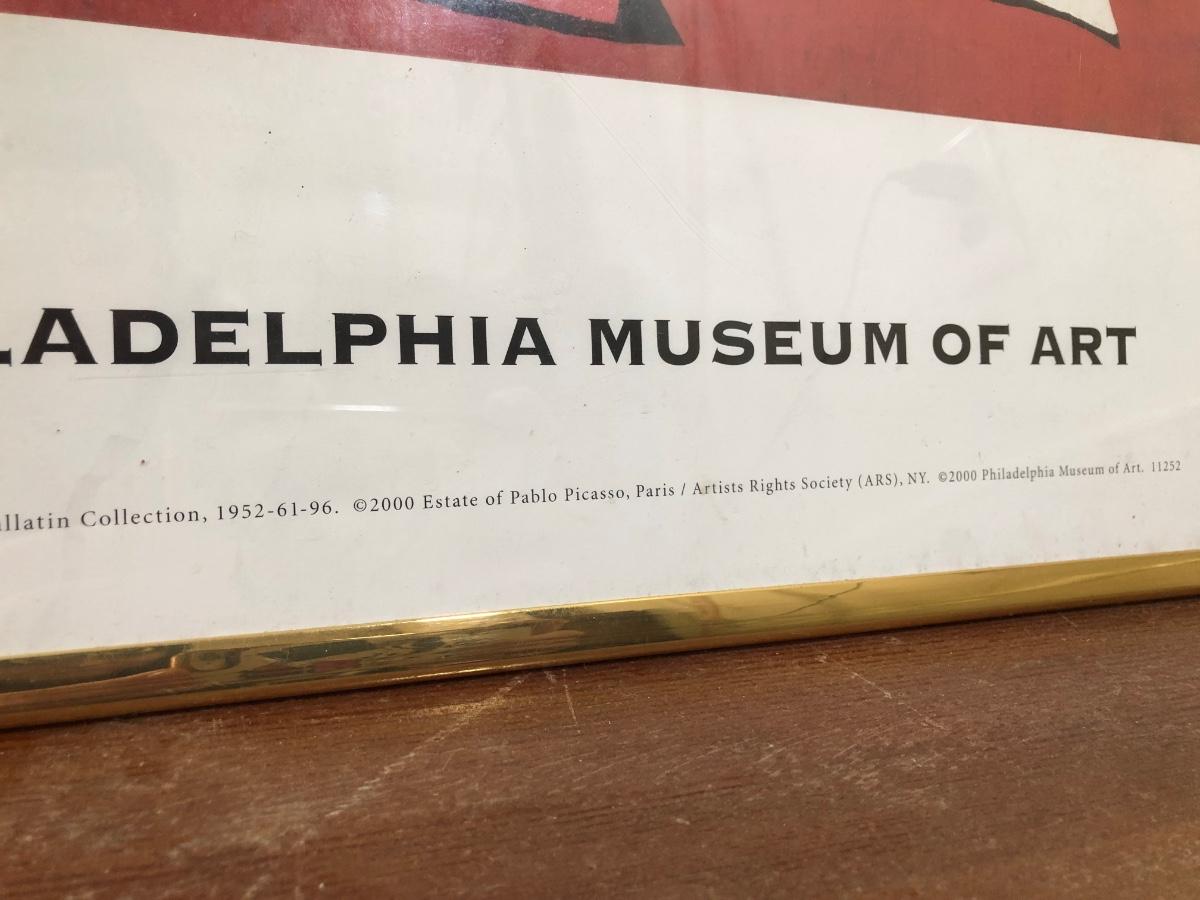 LADELPHIA MUSEUM OF ART
llatin Collection, 1952-61-96. ©2000 Estate of Pablo Picasso, Paris / Artists Rights Society (ARS), NY. ©2000 Philadelphia Museum of Art. 11252